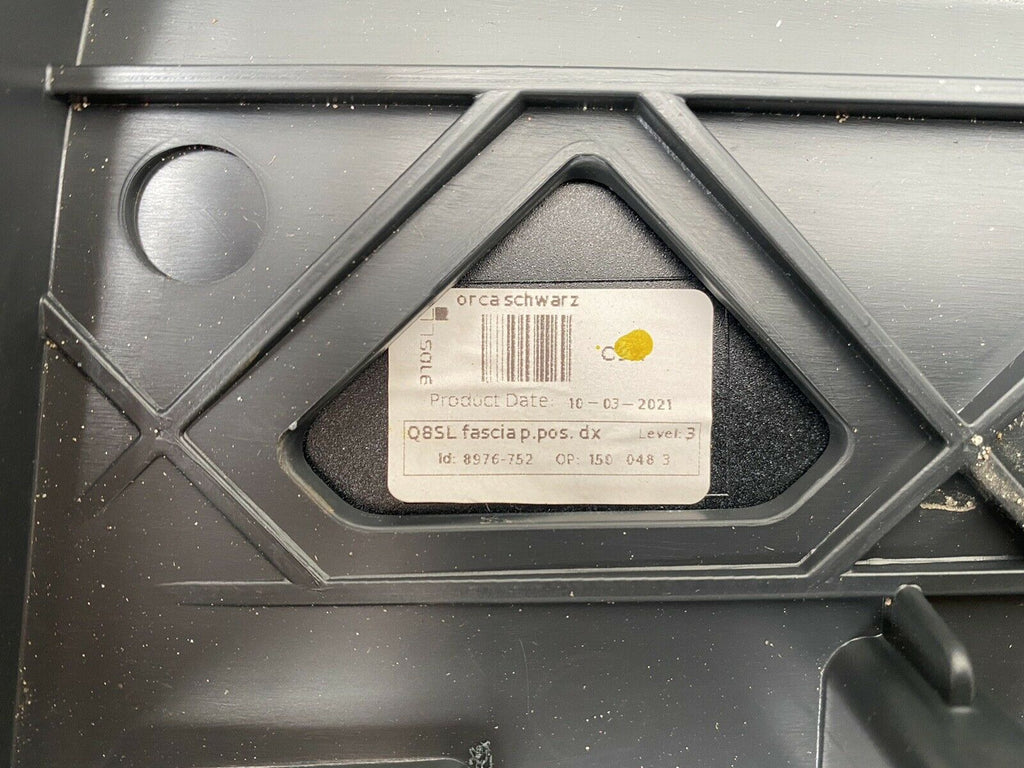 orca schwarz
Product Date: 10-03-2021
Q8SL fascia p.pos. dx Level: 3
Id: 8976-752 OP: 150 048 3